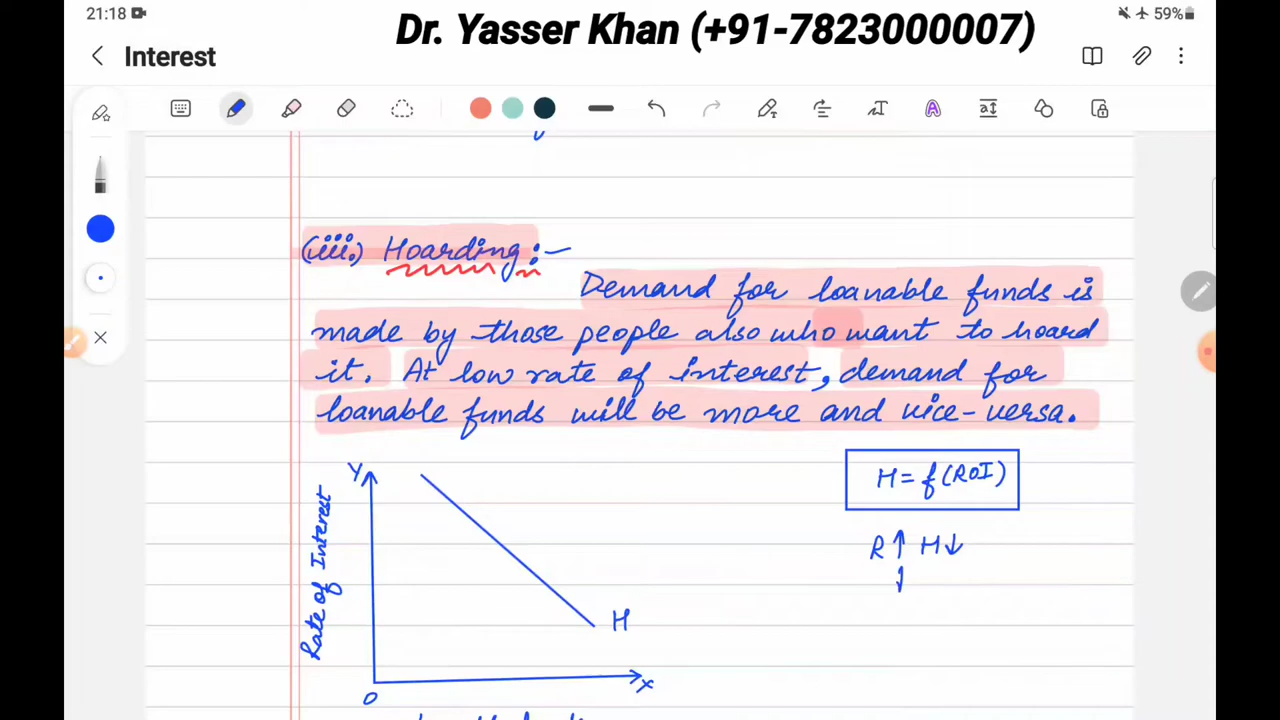 21:18
59%
Dr. Yasser Khan (+91-7823000007)
Interest
(iii.) Hoarding :-
Demand for loanable funds is
made by those people also who want to hoard
it. At low rate of interest, demand for
loanable funds will be more and vice-versa.
H = f(ROI)
R ↑ H ↓
↓
Y
Rate of Interest
H
O
X